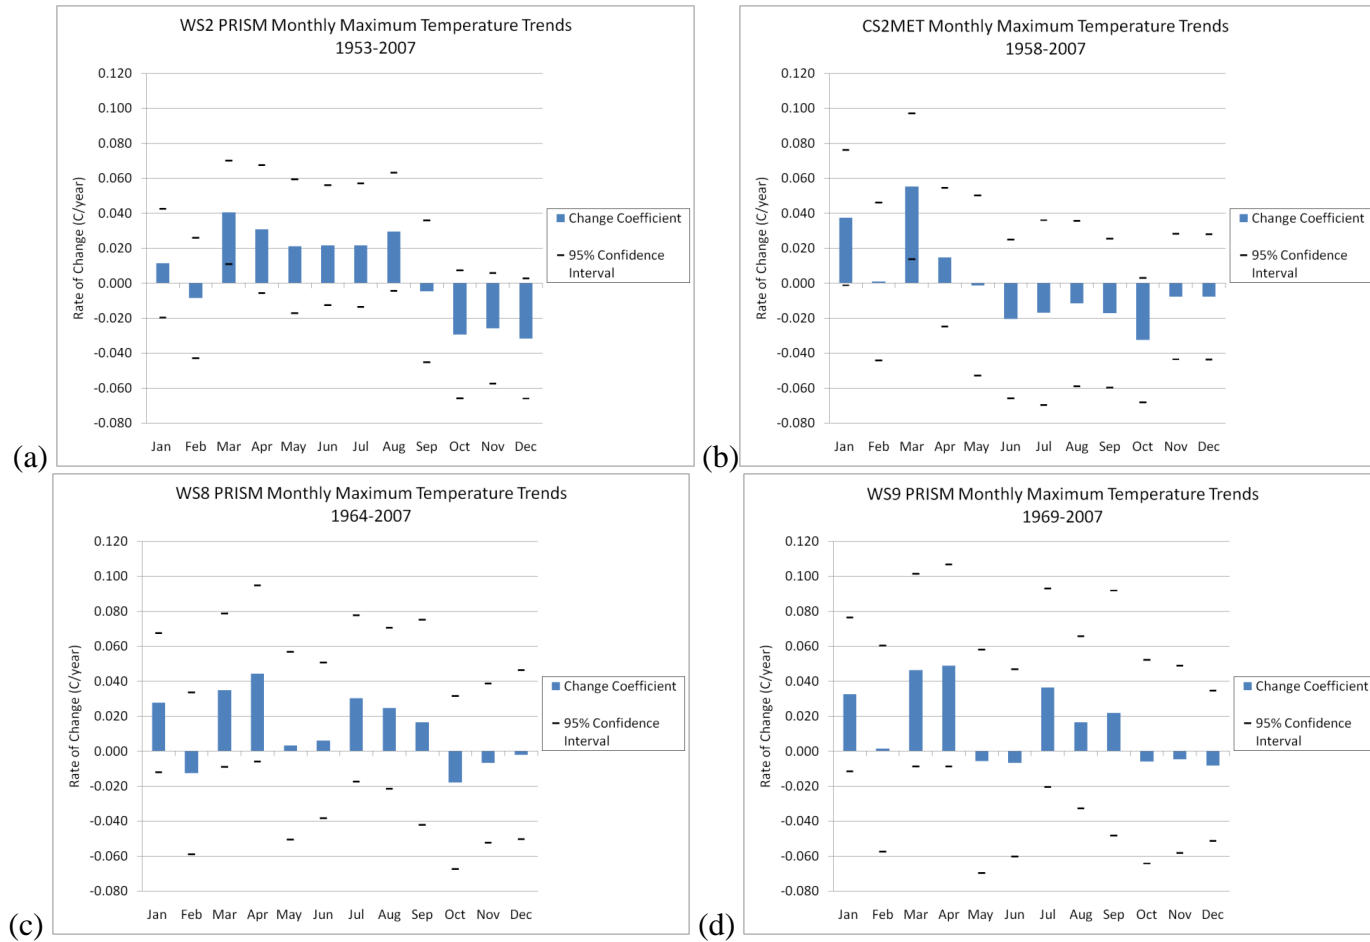 WS2 PRISM Monthly Maximum Temperature Trends
1953-2007
Rate of Change (C/year)
0.120
0.100
0.080
0.060
0.040
0.020
0.000
-0.020
-0.040
-0.060
-0.080
Jan Feb Mar Apr May Jun Jul Aug Sep Oct Nov Dec
Change Coefficient
95% Confidence
Interval
(a)
CS2MET Monthly Maximum Temperature Trends
1958-2007
Rate of Change (C/year)
0.120
0.100
0.080
0.060
0.040
0.020
0.000
-0.020
-0.040
-0.060
-0.080
Jan Feb Mar Apr May Jun Jul Aug Sep Oct Nov Dec
Change Coefficient
95% Confidence
Interval
(b)
WS8 PRISM Monthly Maximum Temperature Trends
1964-2007
Rate of Change (C/year)
0.120
0.100
0.080
0.060
0.040
0.020
0.000
-0.020
-0.040
-0.060
-0.080
Jan Feb Mar Apr May Jun Jul Aug Sep Oct Nov Dec
Change Coefficient
95% Confidence
Interval
(c)
WS9 PRISM Monthly Maximum Temperature Trends
1969-2007
Rate of Change (C/year)
0.120
0.100
0.080
0.060
0.040
0.020
0.000
-0.020
-0.040
-0.060
-0.080
Jan Feb Mar Apr May Jun Jul Aug Sep Oct Nov Dec
Change Coefficient
95% Confidence
Interval
(d)